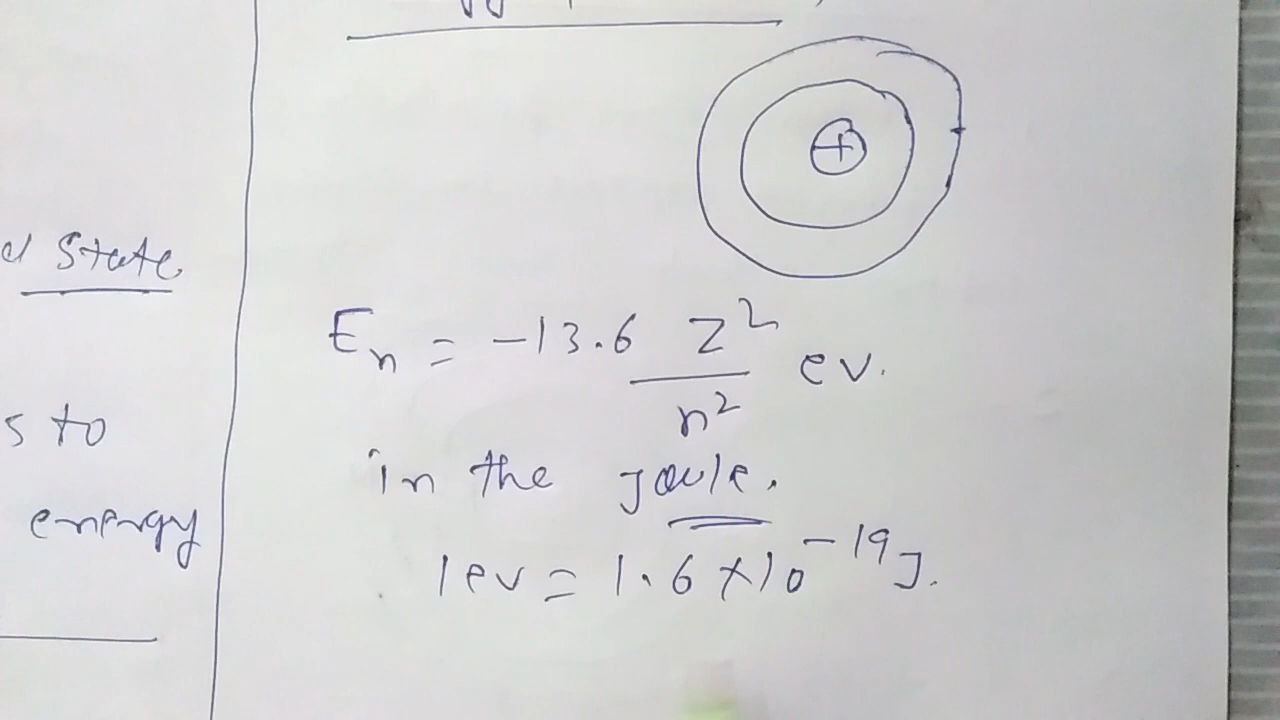 d State
s to
energy
+
En = -13.6 Z²/n² ev.
in the Joule.
1ev = 1.6 × 10⁻¹⁹ J.